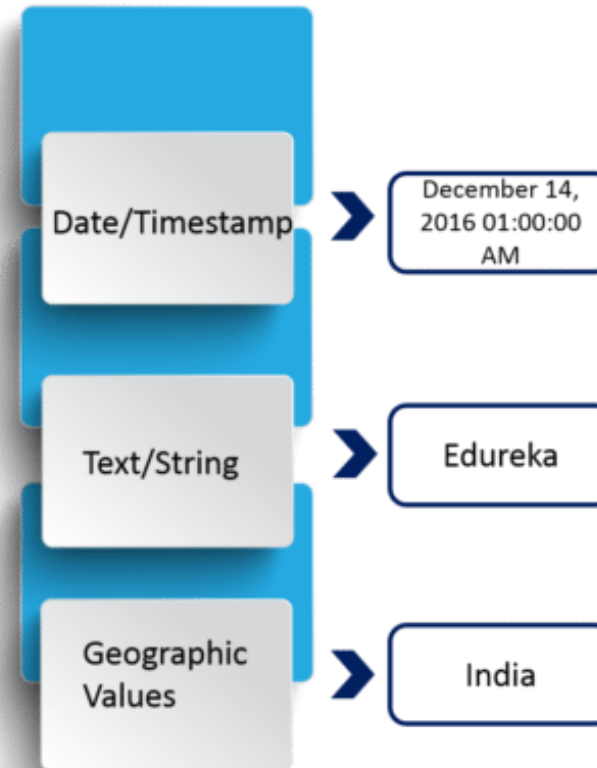 Date/Timestamp
December 14,
2016 01:00:00
AM
Text/String
Edureka
Geographic
Values
India